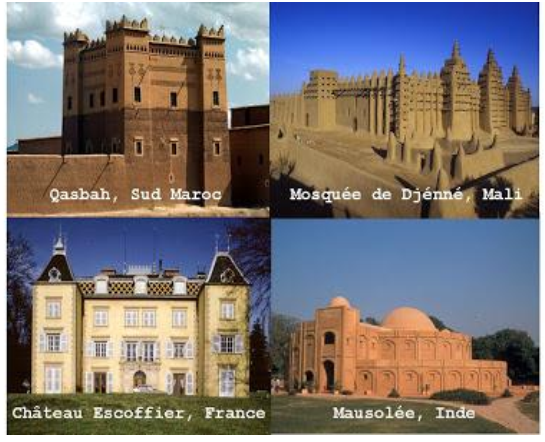 Qasbah, Sud Maroc
Mosquée de Djénné, Mali
Château Escoffier, France
Mausolée, Inde